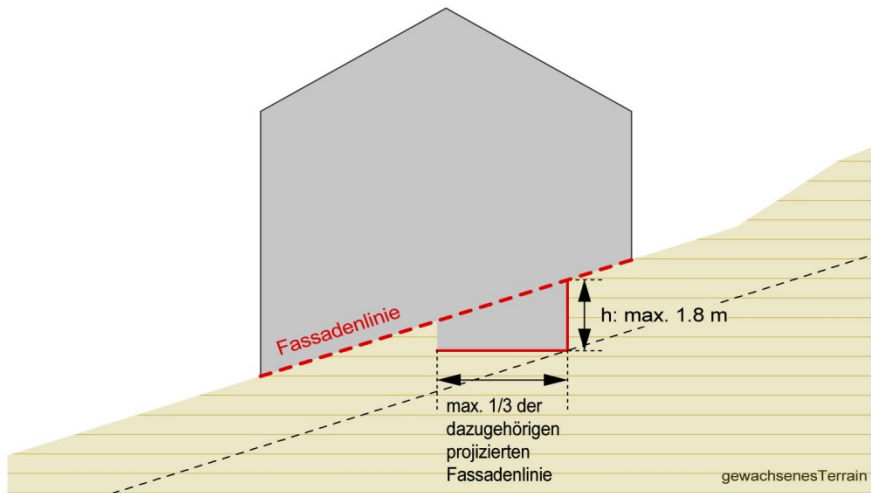 Fassadenlinie
h: max. 1.8 m
max. 1/3 der
dazugehörigen
projizierten
Fassadenlinie
gewachsenesTerrain